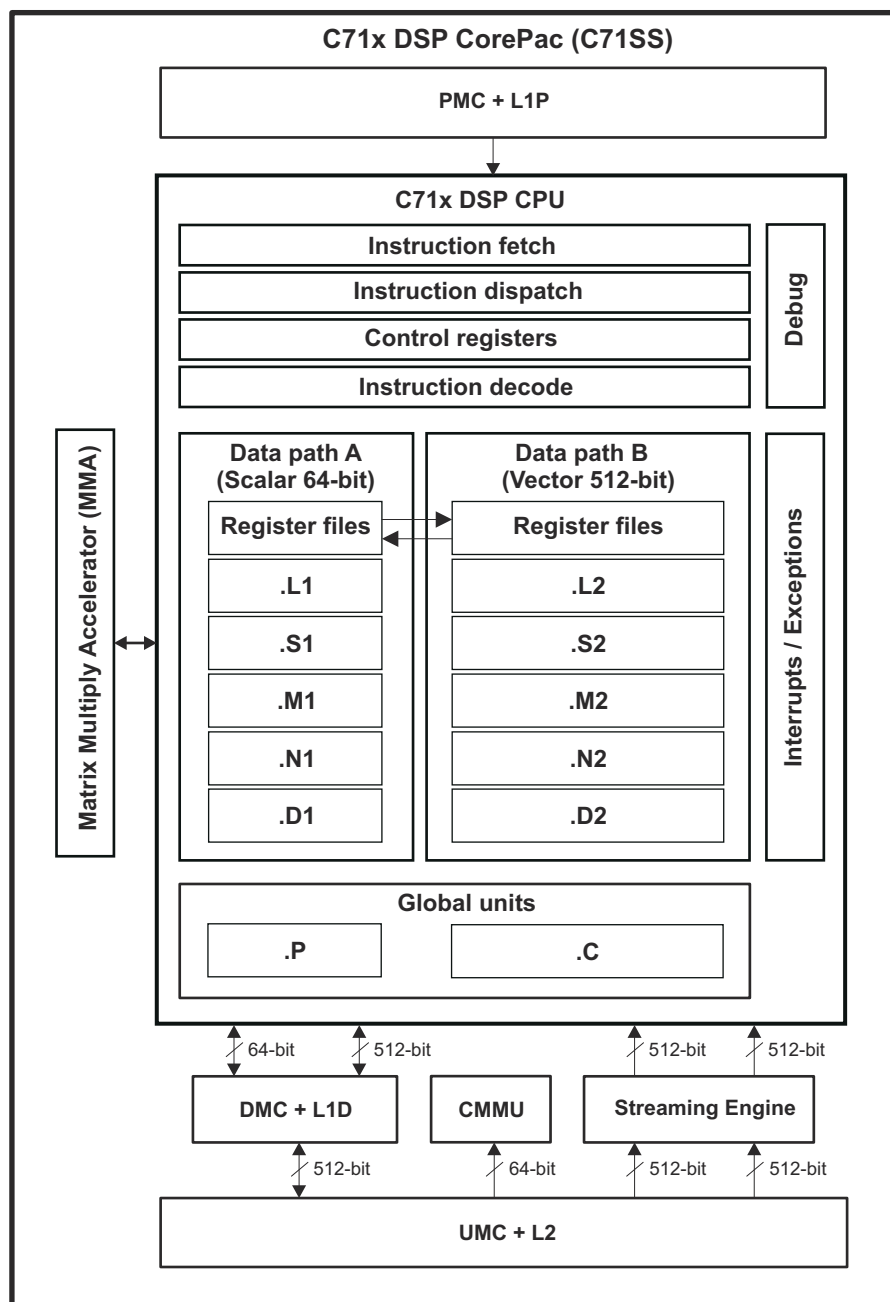 C71x DSP CorePac (C71SS)
PMC + L1P
C71x DSP CPU
Instruction fetch
Instruction dispatch
Control registers
Instruction decode
Debug
Matrix Multiply Accelerator (MMA)
Data path A
(Scalar 64-bit)
Register files
.L1
.S1
.M1
.N1
.D1
Data path B
(Vector 512-bit)
Register files
.L2
.S2
.M2
.N2
.D2
Interrupts / Exceptions
Global units
.P
.C
64-bit
512-bit
512-bit
512-bit
DMC + L1D
CMMU
Streaming Engine
512-bit
64-bit
512-bit
512-bit
UMC + L2